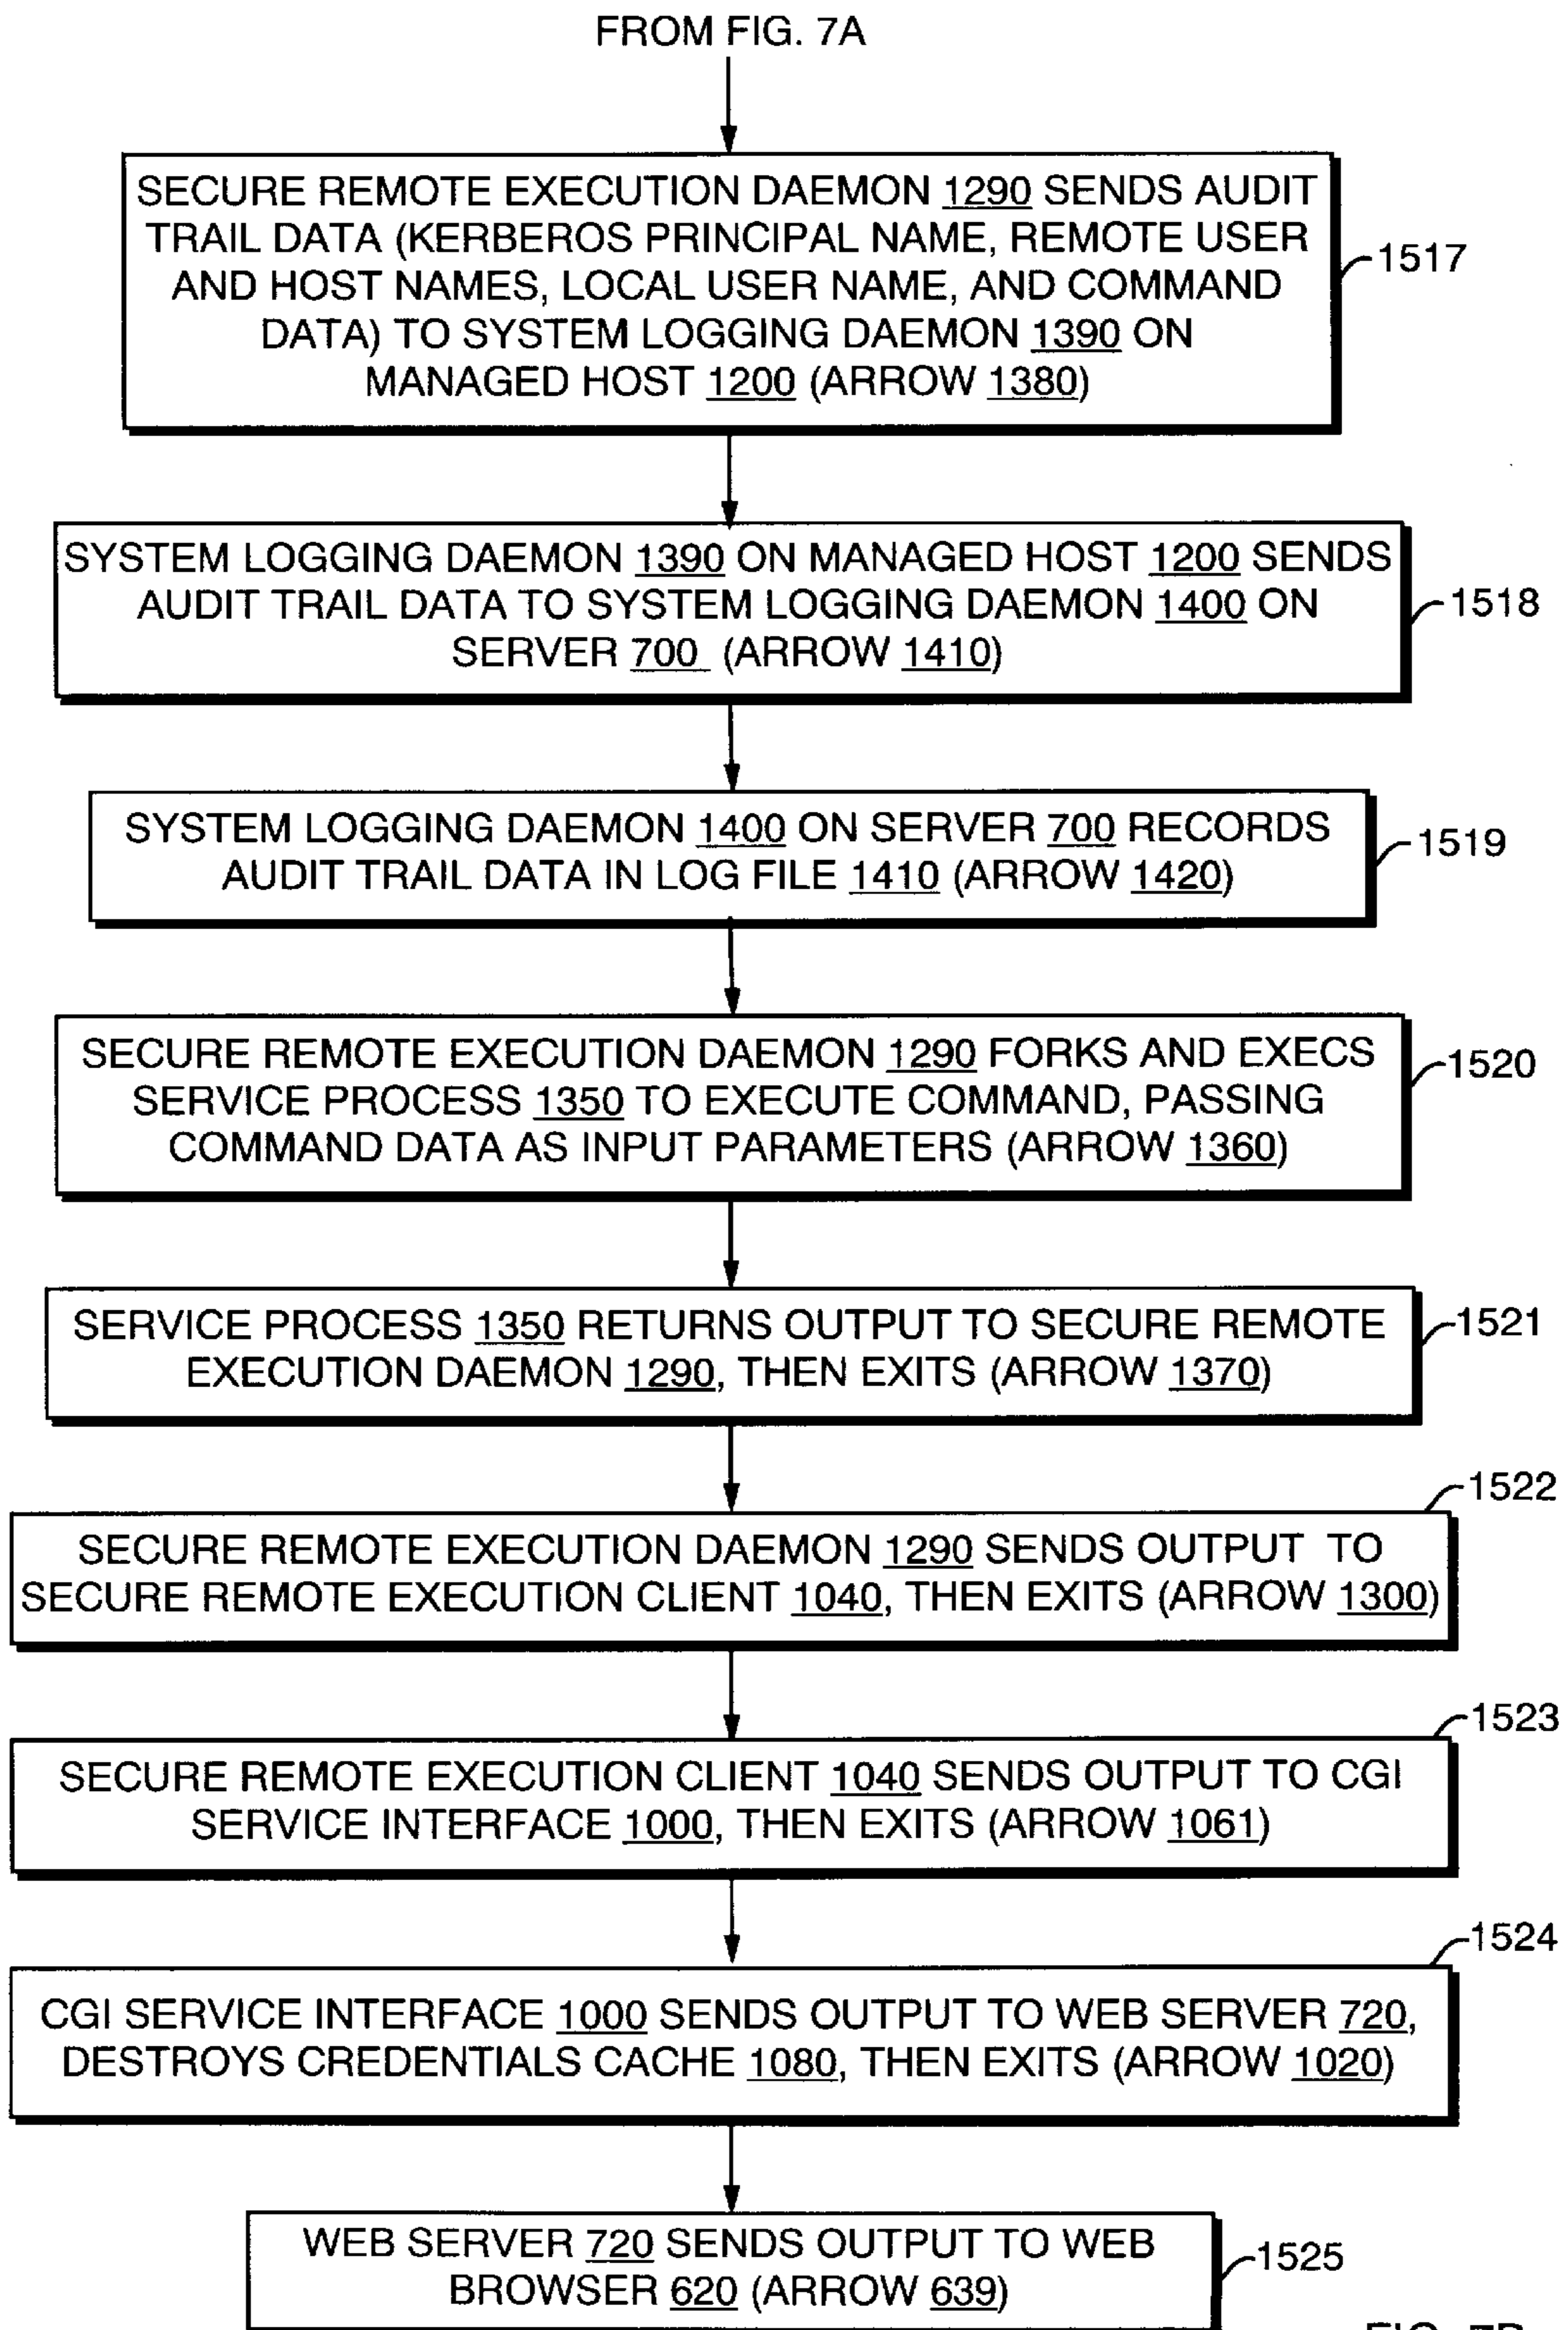 FROM FIG. 7A
SECURE REMOTE EXECUTION DAEMON 1290 SENDS AUDIT
TRAIL DATA (KERBEROS PRINCIPAL NAME, REMOTE USER
AND HOST NAMES, LOCAL USER NAME, AND COMMAND
DATA) TO SYSTEM LOGGING DAEMON 1390 ON
MANAGED HOST 1200 (ARROW 1380)
1517
SYSTEM LOGGING DAEMON 1390 ON MANAGED HOST 1200 SENDS
AUDIT TRAIL DATA TO SYSTEM LOGGING DAEMON 1400 ON
SERVER 700 (ARROW 1410)
1518
SYSTEM LOGGING DAEMON 1400 ON SERVER 700 RECORDS
AUDIT TRAIL DATA IN LOG FILE 1410 (ARROW 1420)
1519
SECURE REMOTE EXECUTION DAEMON 1290 FORKS AND EXECS
SERVICE PROCESS 1350 TO EXECUTE COMMAND, PASSING
COMMAND DATA AS INPUT PARAMETERS (ARROW 1360)
1520
SERVICE PROCESS 1350 RETURNS OUTPUT TO SECURE REMOTE
EXECUTION DAEMON 1290, THEN EXITS (ARROW 1370)
1521
1522
SECURE REMOTE EXECUTION DAEMON 1290 SENDS OUTPUT TO
SECURE REMOTE EXECUTION CLIENT 1040, THEN EXITS (ARROW 1300)
1523
SECURE REMOTE EXECUTION CLIENT 1040 SENDS OUTPUT TO CGI
SERVICE INTERFACE 1000, THEN EXITS (ARROW 1061)
1524
CGI SERVICE INTERFACE 1000 SENDS OUTPUT TO WEB SERVER 720,
DESTROYS CREDENTIALS CACHE 1080, THEN EXITS (ARROW 1020)
WEB SERVER 720 SENDS OUTPUT TO WEB
BROWSER 620 (ARROW 639)
1525